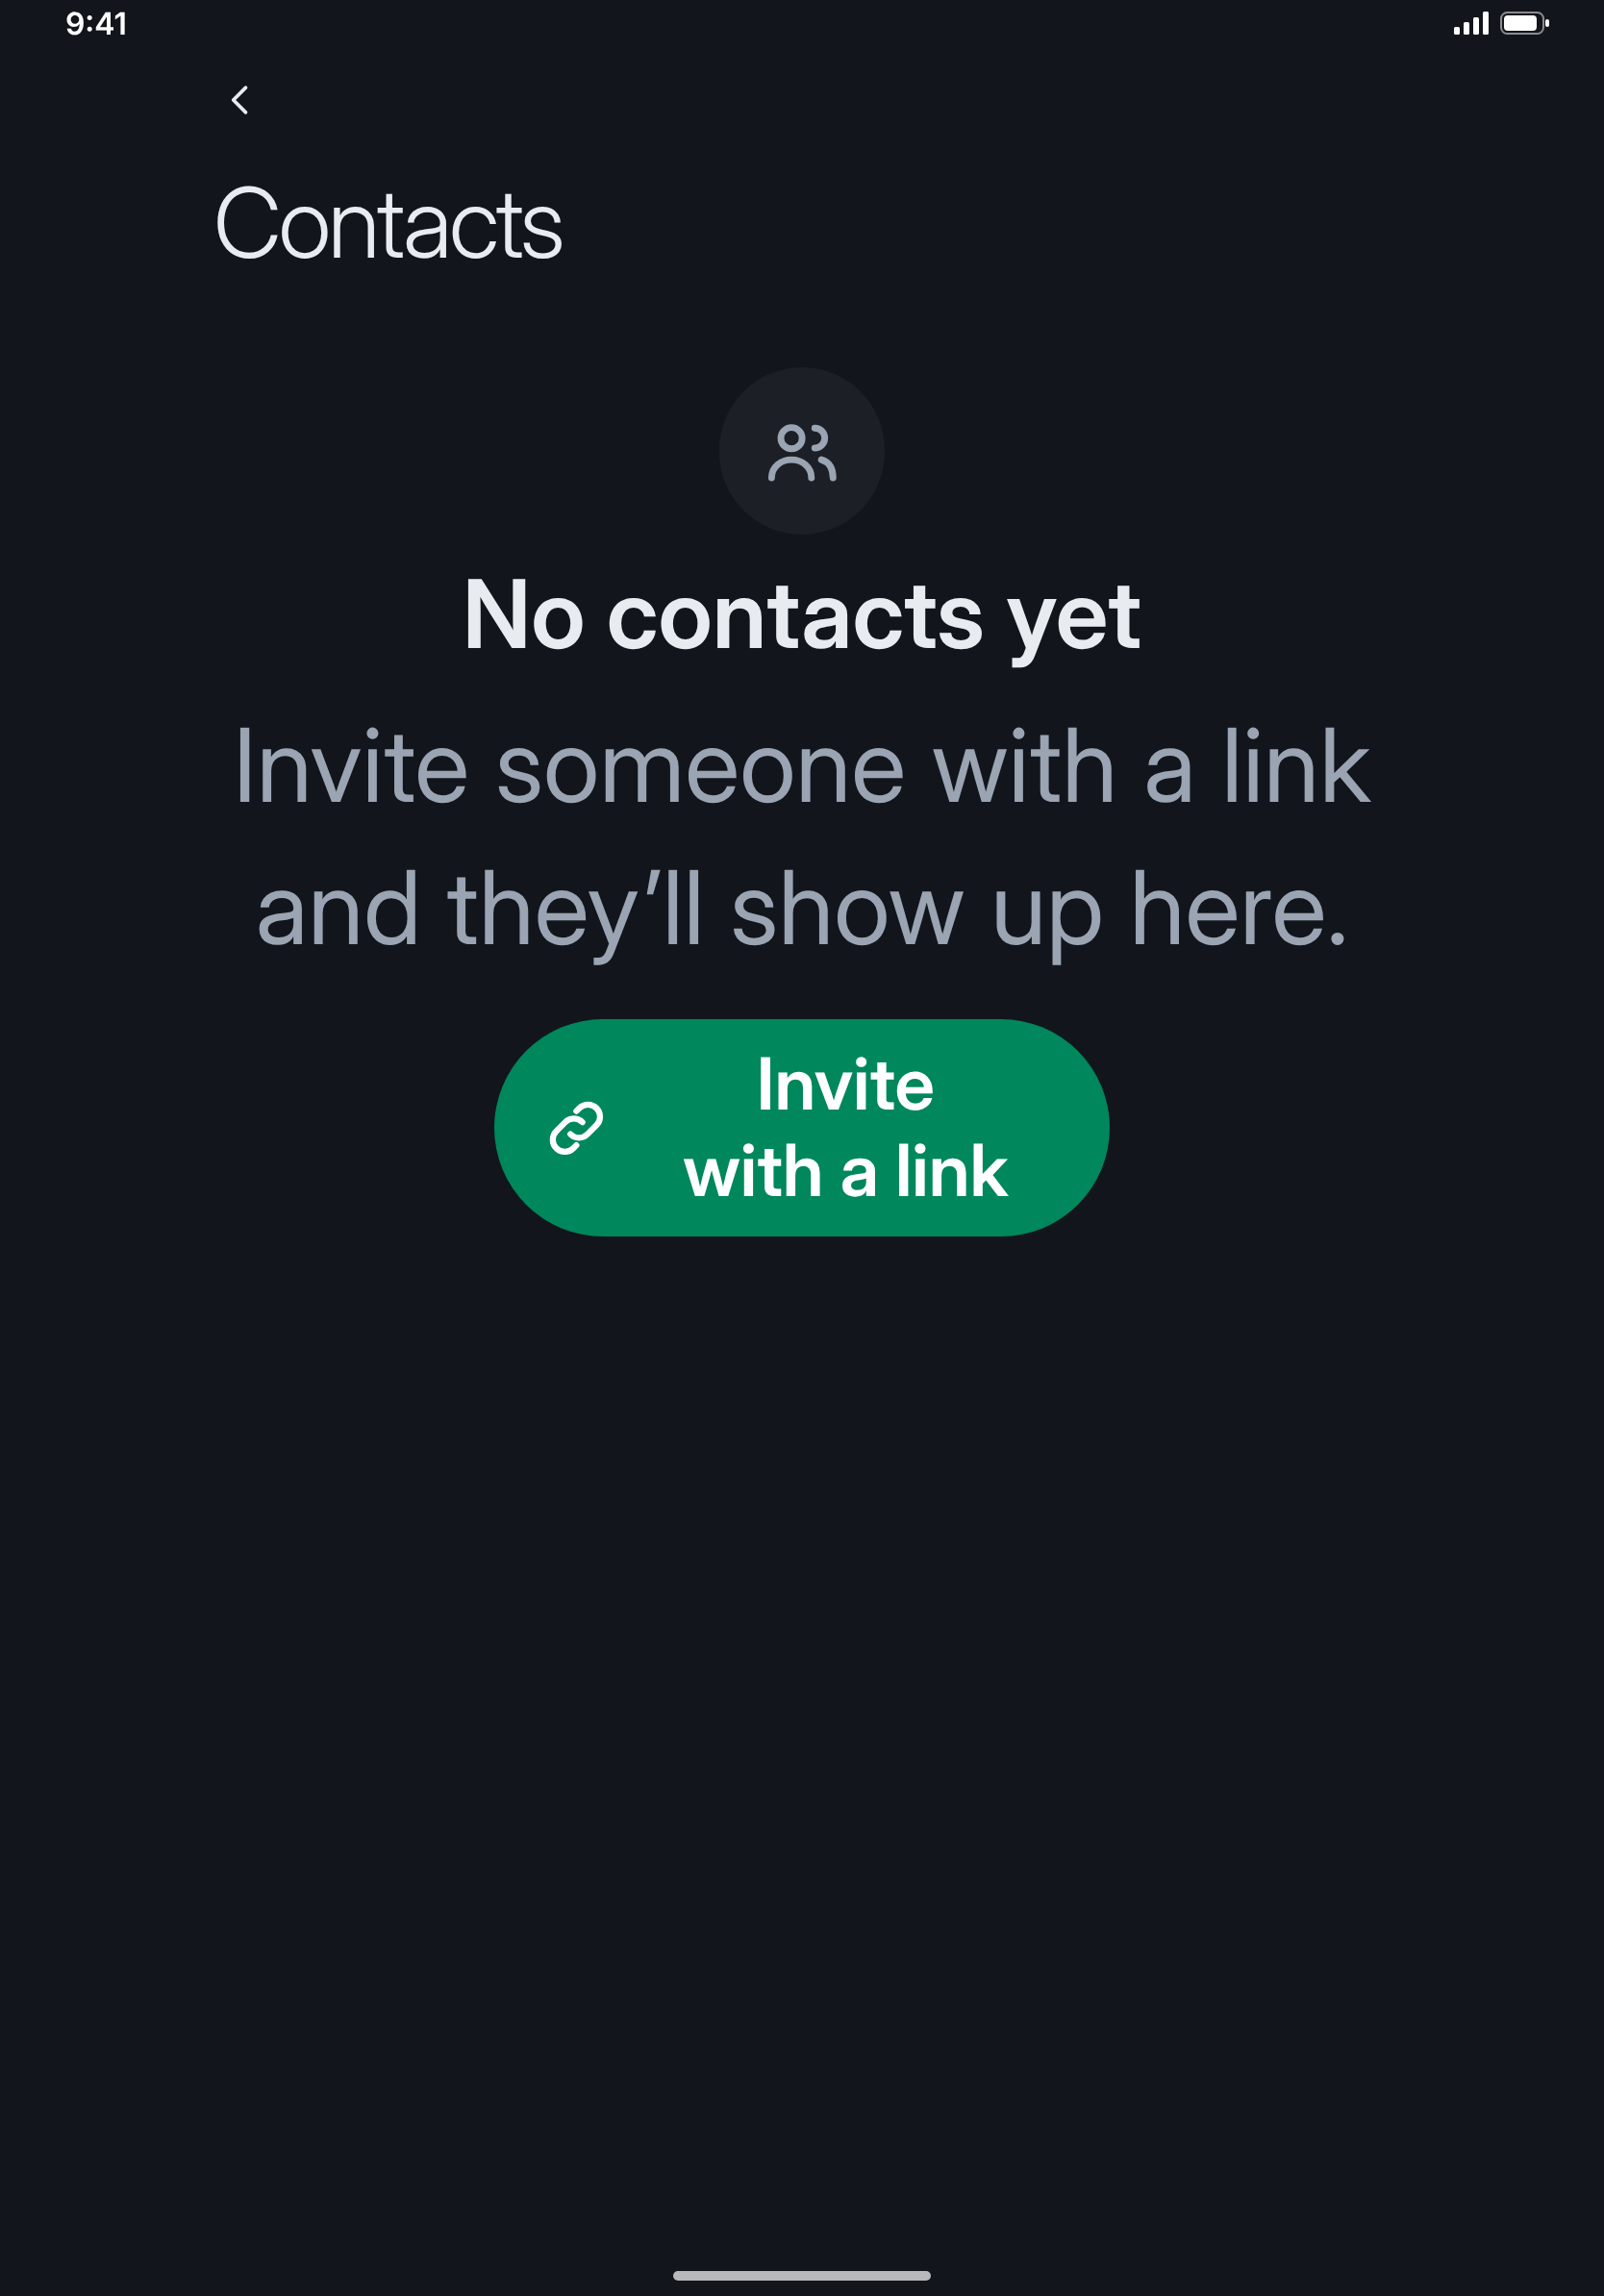 9:41
Contacts
No contacts yet
Invite someone with a link
and they’ll show up here.
Invite
with a link